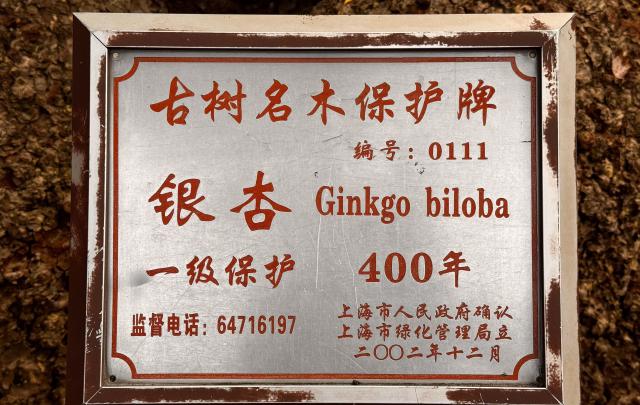 古树名木保护牌
编号：0111
银杏 Ginkgo biloba
一级保护 400年
监督电话：64716197
上海市人民政府确认
上海市绿化管理局立
二〇〇二年十二月